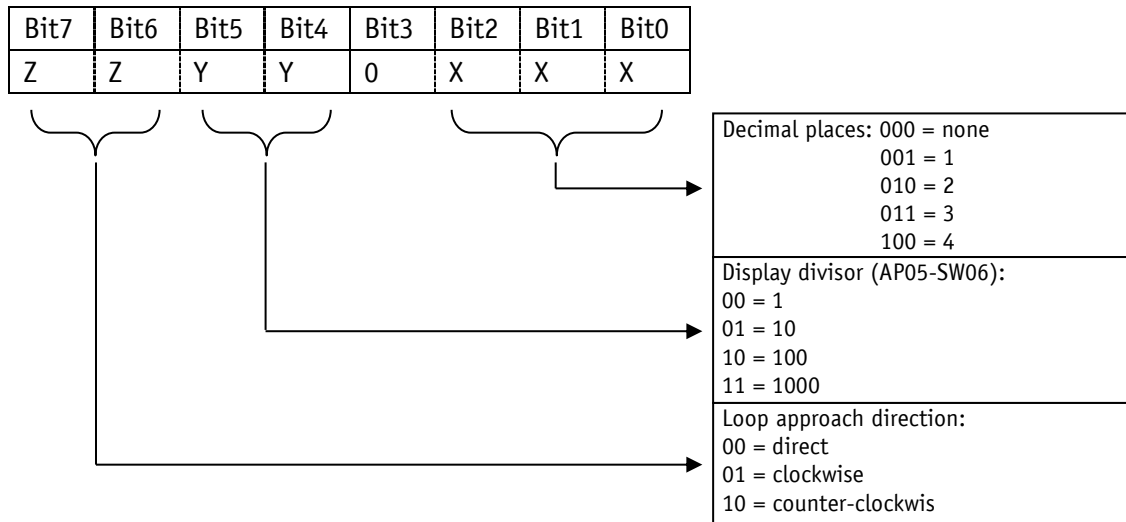 Bit7 Bit6 Bit5 Bit4 Bit3 Bit2 Bit1 Bit0
Z Z Y Y 0 X X X
Decimal places: 000 = none
001 = 1
010 = 2
011 = 3
100 = 4
Display divisor (AP05-SW06):
00 = 1
01 = 10
10 = 100
11 = 1000
Loop approach direction:
00 = direct
01 = clockwise
10 = counter-clockwis